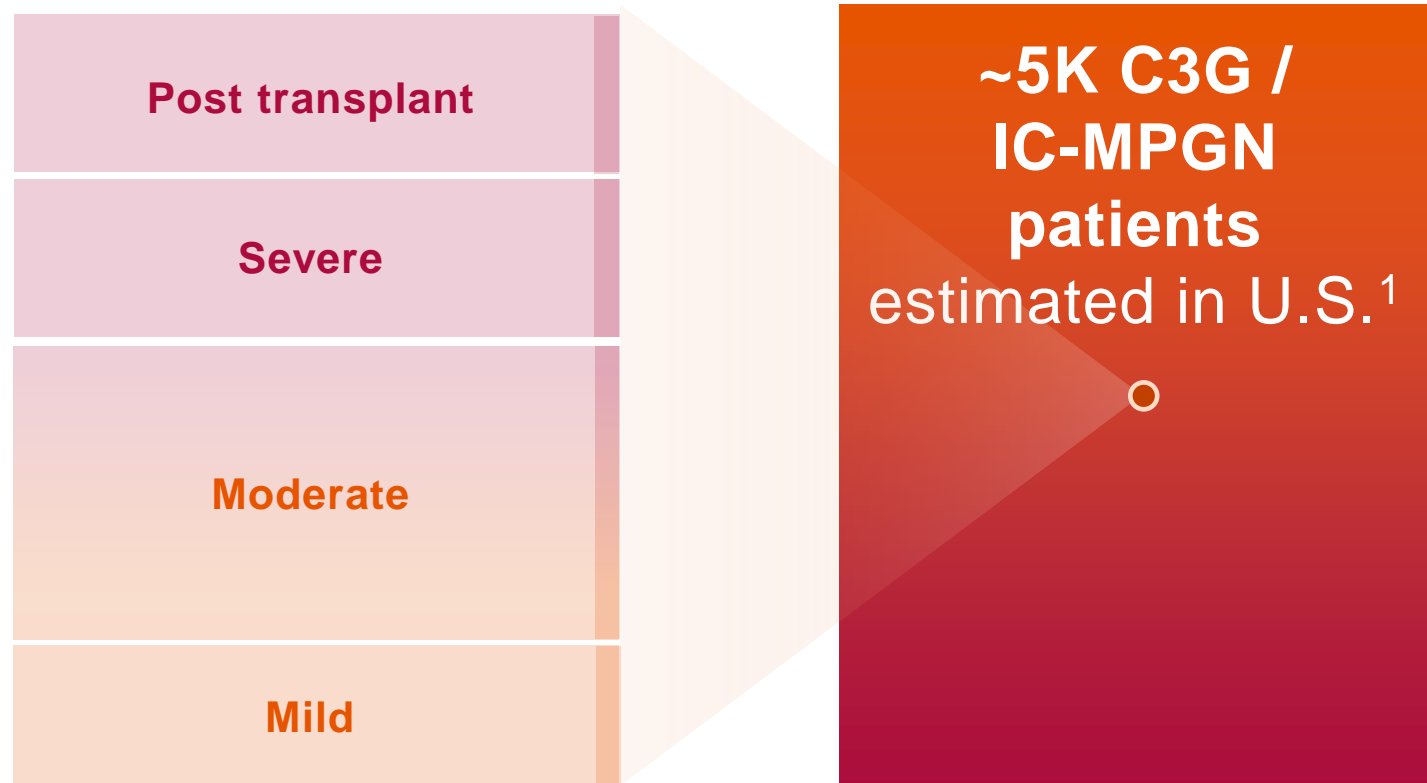 Post transplant
Severe
Moderate
Mild
~5K C3G /
IC-MPGN
patients
estimated in U.S.¹